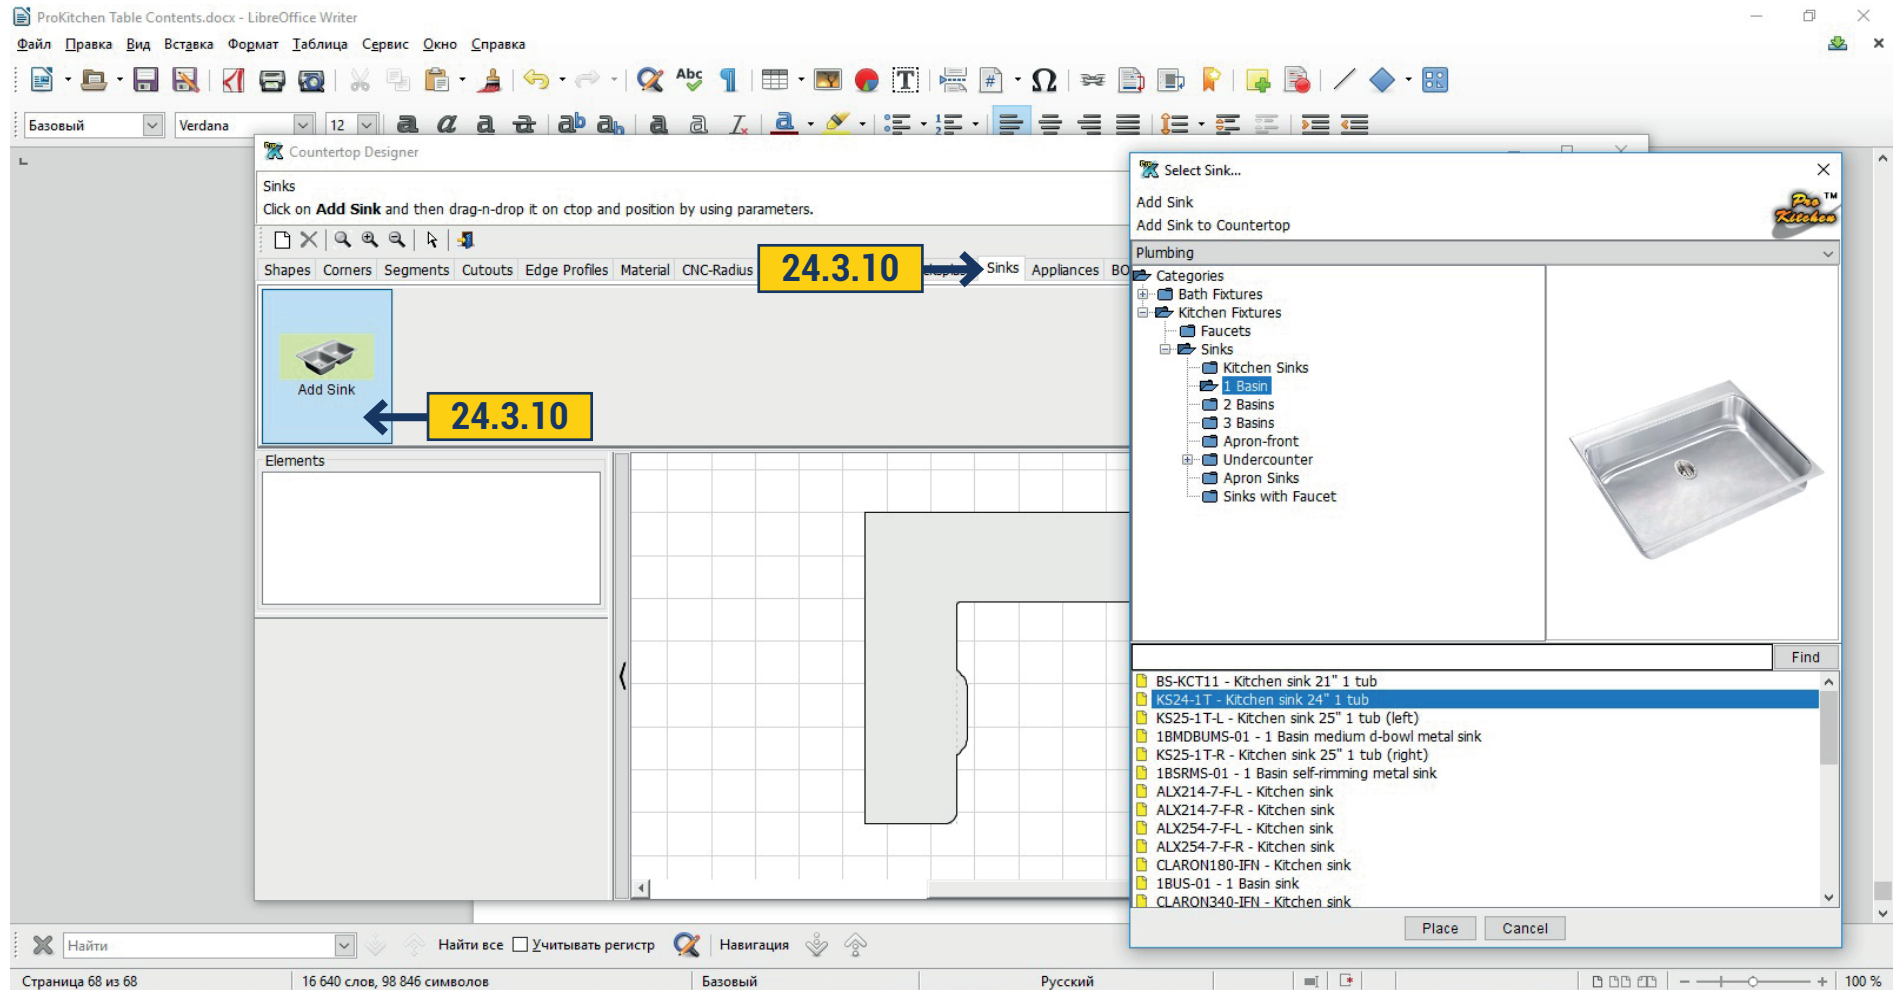 ProKitchen Table Contents.docx - LibreOffice Writer
Файл Правка Вид Вставка Формат Таблица Сервис Окно Справка
Базовый Verdana 12
Countertop Designer
Sinks
Click on Add Sink and then drag-n-drop it on ctop and position by using parameters.
Shapes Corners Segments Cutouts Edge Profiles Material CNC-Radius 24.3.10 Sinks Appliances BO
Add Sink
24.3.10
Elements
Select Sink...
Add Sink
Add Sink to Countertop
Pro Kitchen TM
Plumbing
Categories
Bath Fixtures
Kitchen Fixtures
Faucets
Sinks
Kitchen Sinks
1 Basin
2 Basins
3 Basins
Apron-front
Undercounter
Apron Sinks
Sinks with Faucet
Find
BS-KCT11 - Kitchen sink 21" 1 tub
KS24-1T - Kitchen sink 24" 1 tub
KS25-1T-L - Kitchen sink 25" 1 tub (left)
1BMDBUMS-01 - 1 Basin medium d-bowl metal sink
KS25-1T-R - Kitchen sink 25" 1 tub (right)
1BSRMS-01 - 1 Basin self-rimming metal sink
ALX214-7-F-L - Kitchen sink
ALX214-7-F-R - Kitchen sink
ALX254-7-F-L - Kitchen sink
ALX254-7-F-R - Kitchen sink
CLARON180-IFN - Kitchen sink
1BUS-01 - 1 Basin sink
CLARON340-IFN - Kitchen sink
Place Cancel
Найти Найти все Учитывать регистр Навигация
Страница 68 из 68 16 640 слов, 98 846 символов Базовый Русский 100 %